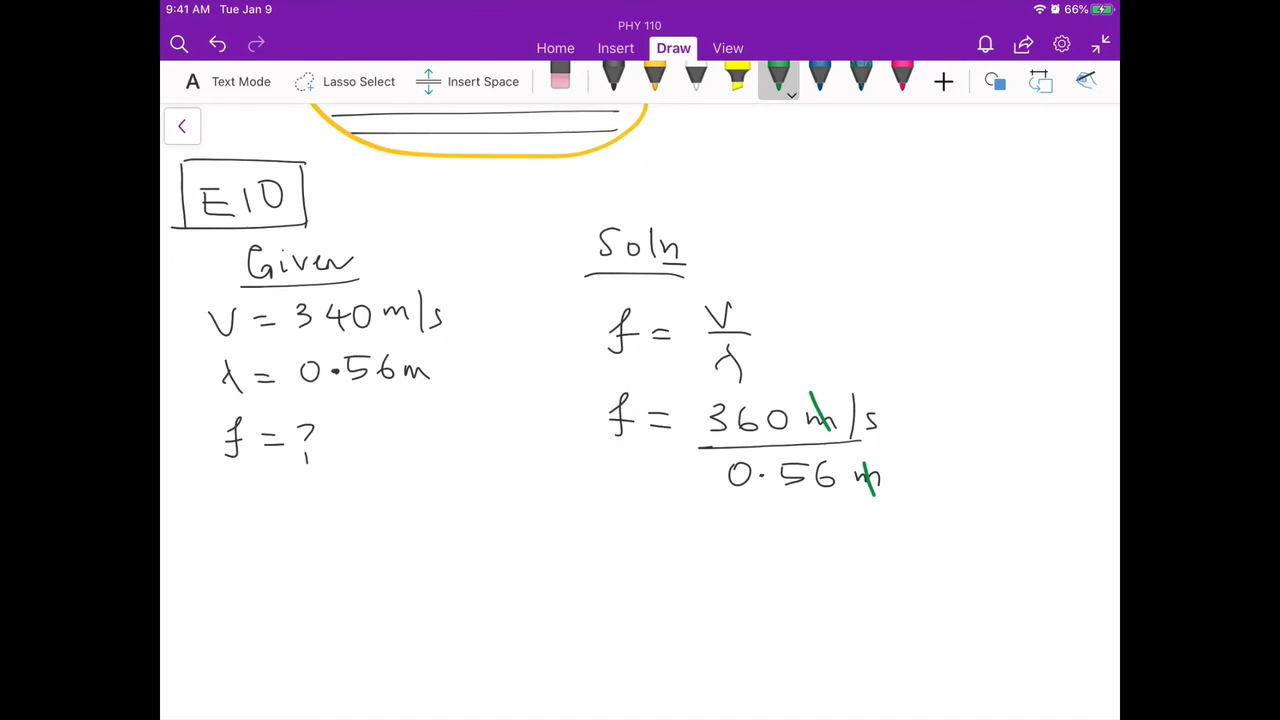 9:41 AM Tue Jan 9
66%
PHY 110
Home Insert Draw View
A Text Mode Lasso Select Insert Space
E10
Given
V = 340 m/s
λ = 0.56 m
f = ?
Soln
f = V/λ
f = 360 m/s
0.56 m